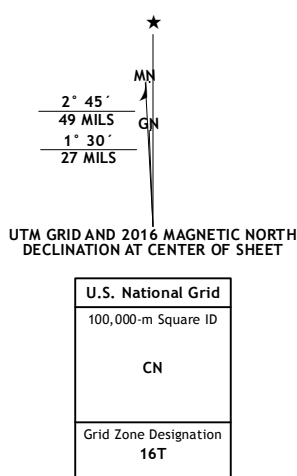 ★
MN
2° 45´
49 MILS
GN
1° 30´
27 MILS
UTM GRID AND 2016 MAGNETIC NORTH
DECLINATION AT CENTER OF SHEET
U.S. National Grid
100,000-m Square ID
CN
Grid Zone Designation
16T